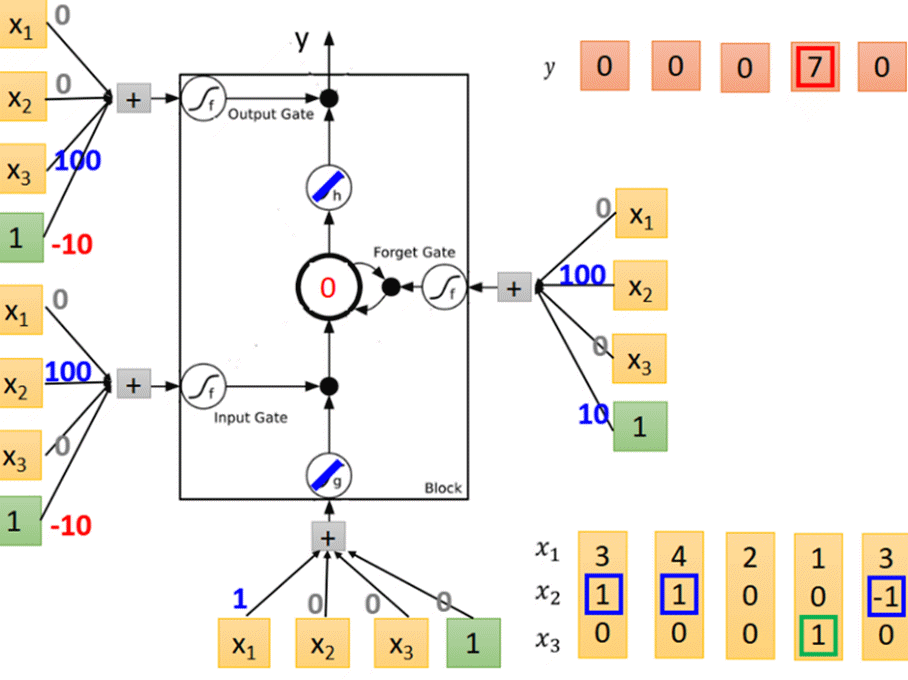 x₁ 0
x₂ 0
x₃ 100
1 -10
+
f
Output Gate
y
h
0
Forget Gate
f
+
0 x₁
100 x₂
0 x₃
10 1
x₁ 0
x₂ 100
x₃ 0
1 -10
+
f
Input Gate
g
Block
+
1 0 0 0
x₁ x₂ x₃ 1
y 0 0 0 7 0
x₁ 3 4 2 1 3
x₂ 1 1 0 0 -1
x₃ 0 0 0 1 0